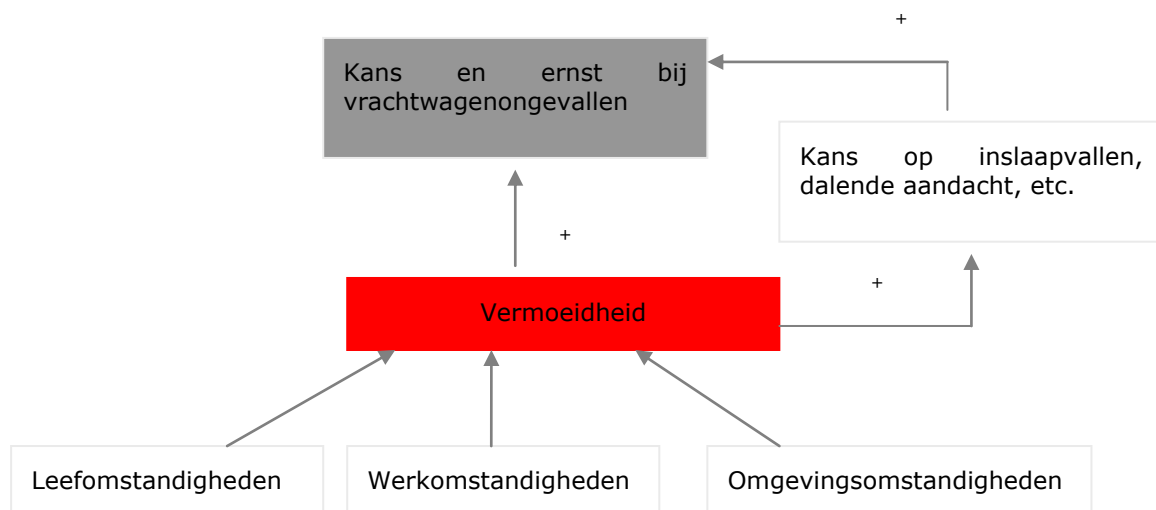 +
Kans en ernst bij
vrachtwagenongevallen
Kans op inslaapvallen,
dalende aandacht, etc.
+
+
Vermoeidheid
Leefomstandigheden
Werkomstandigheden
Omgevingsomstandigheden